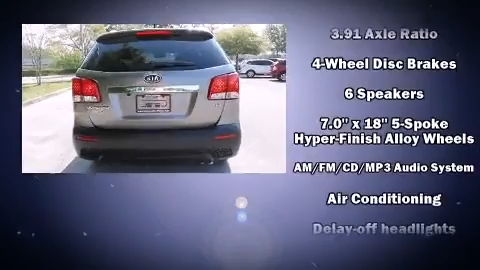 3.91 Axle Ratio
4-Wheel Disc Brakes
6 Speakers
7.0" x 18" 5-Spoke
Hyper-Finish Alloy Wheels
AM/FM/CD/MP3 Audio System
Air Conditioning
Delay-off headlights
KIA